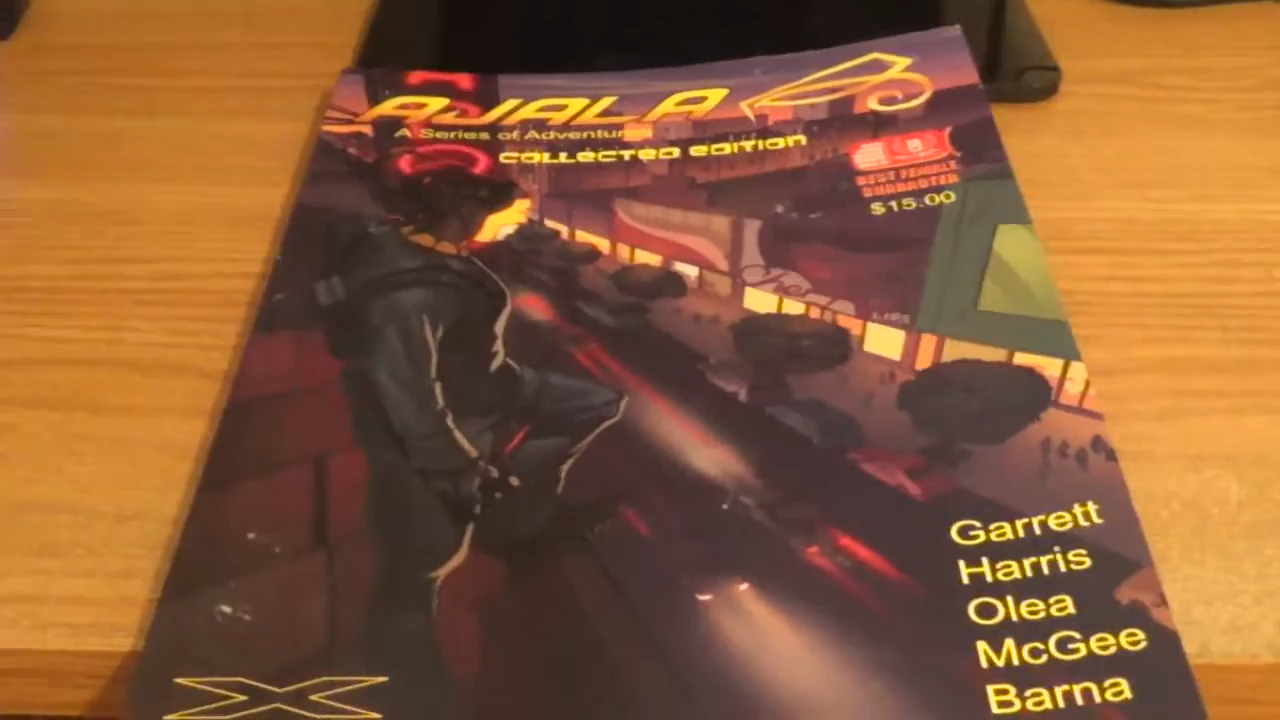 AJALA
A Series of Adventures
COLLECTED EDITION
BEST FEMALE
CHARACTER
$15.00
Garrett
Harris
Olea
McGee
Barna
X